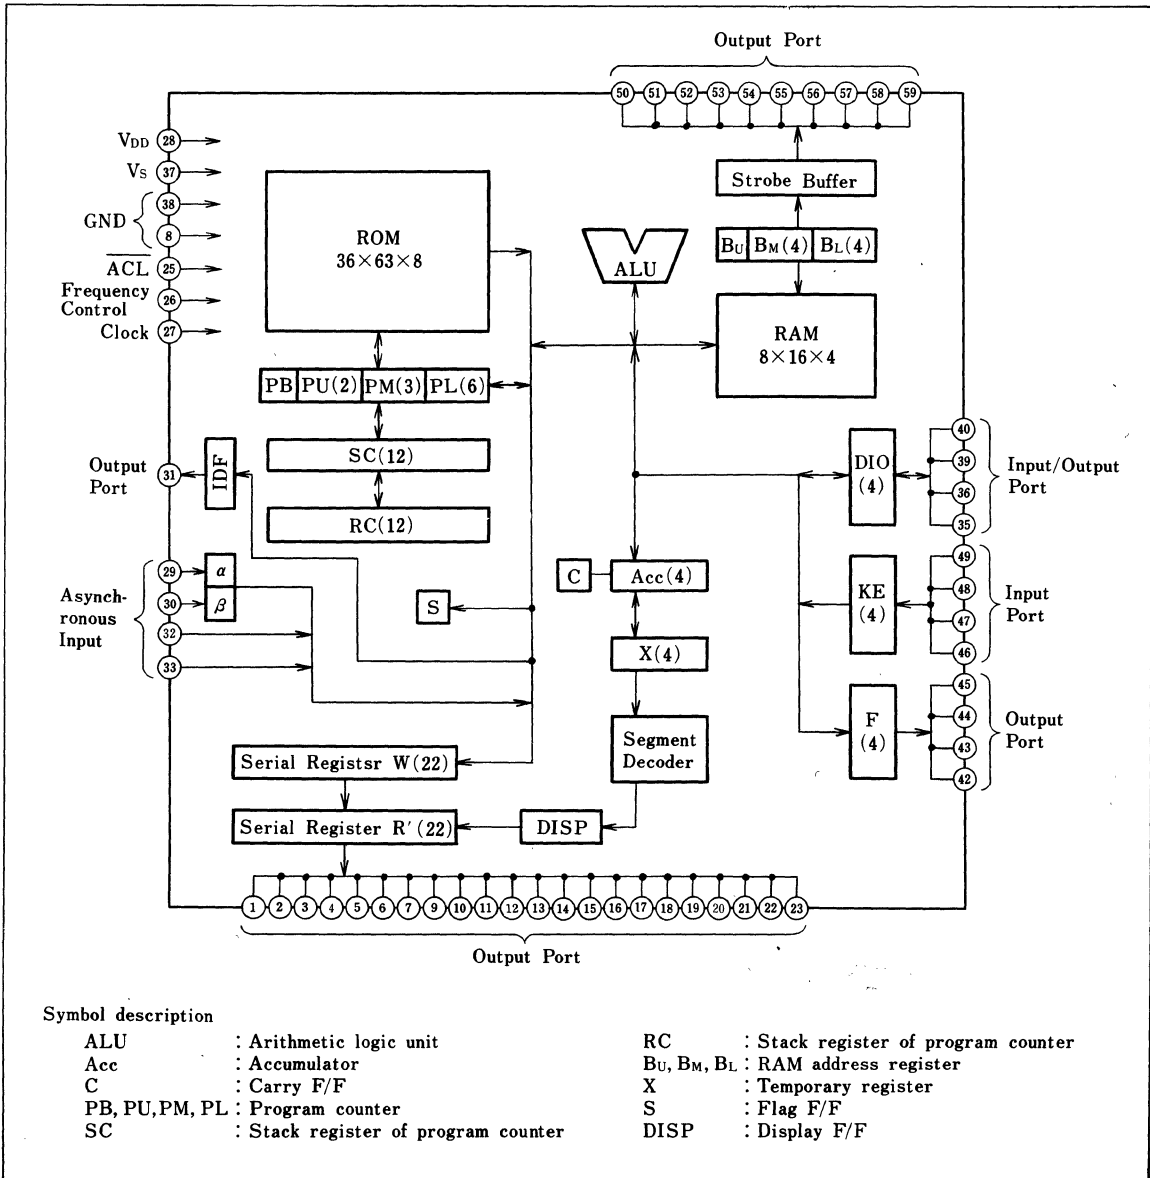 Output Port
50 51 52 53 54 55 56 57 58 59
VDD 28
VS 37
GND 38
8
ACL 25
Frequency Control 26
Clock 27
Strobe Buffer
BU BM(4) BL(4)
ROM
36×63×8
ALU
RAM
8×16×4
PB PU(2) PM(3) PL(6)
SC(12)
RC(12)
Output
Port
31
IDF
DIO
(4)
40
39
36
35
Input/Output
Port
Asynch-
ronous
Input
29
30
32
33
α
β
S
C
Acc(4)
X(4)
KE
(4)
49
48
47
46
Input
Port
Segment
Decoder
F
(4)
45
44
43
42
Output
Port
Serial Registsr W(22)
Serial Register R′(22)
DISP
1 2 3 4 5 6 7 9 10 11 12 13 14 15 16 17 18 19 20 21 22 23
Output Port
Symbol description
ALU : Arithmetic logic unit
Acc : Accumulator
C : Carry F/F
PB, PU, PM, PL : Program counter
SC : Stack register of program counter
RC : Stack register of program counter
BU, BM, BL : RAM address register
X : Temporary register
S : Flag F/F
DISP : Display F/F